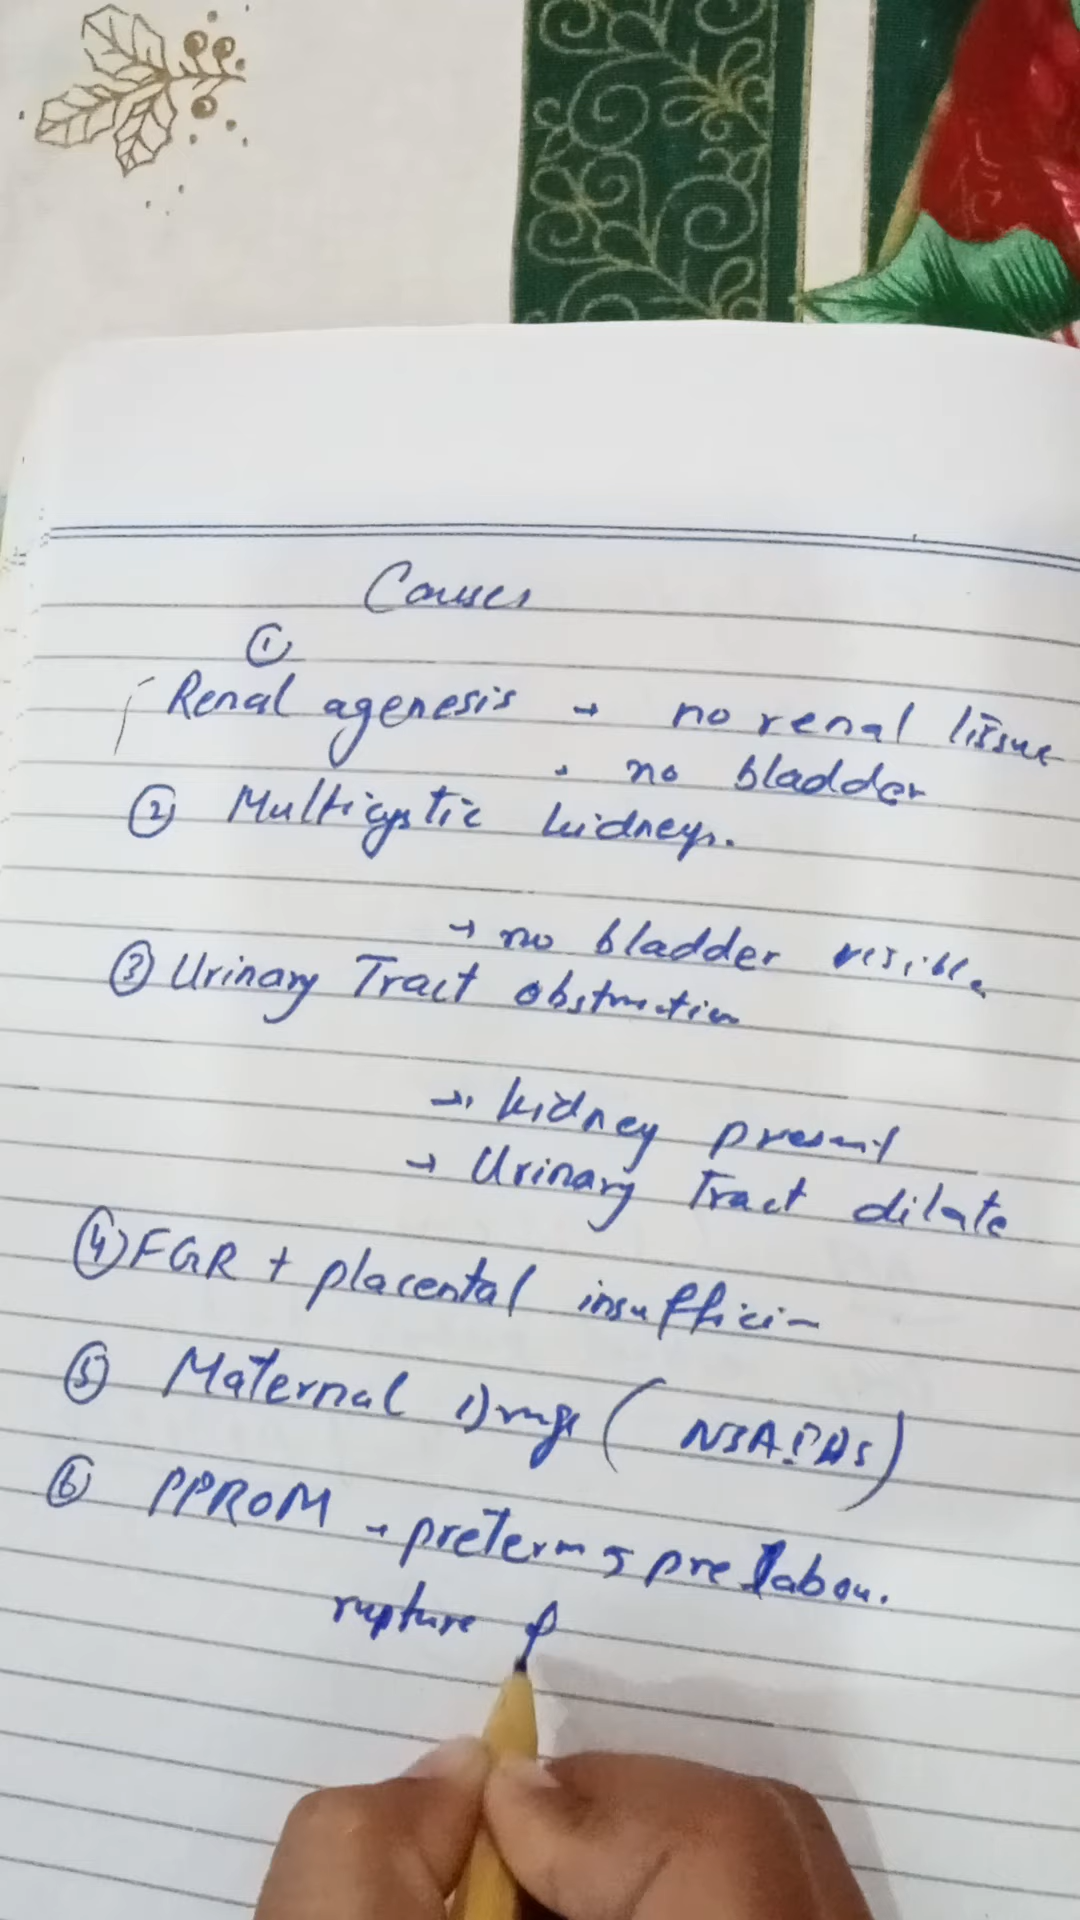 Causes
①
Renal agenesis → no renal tissue
. no bladder
② Multicystic kidneys.
→ no bladder visible
③ Urinary Tract obstruction
→ kidney present
→ Urinary Tract dilate
④ FGR + placental insuffici
⑤ Maternal Drugs (NSAIDs)
⑥ PPROM → preterm prelabou.
rupture of